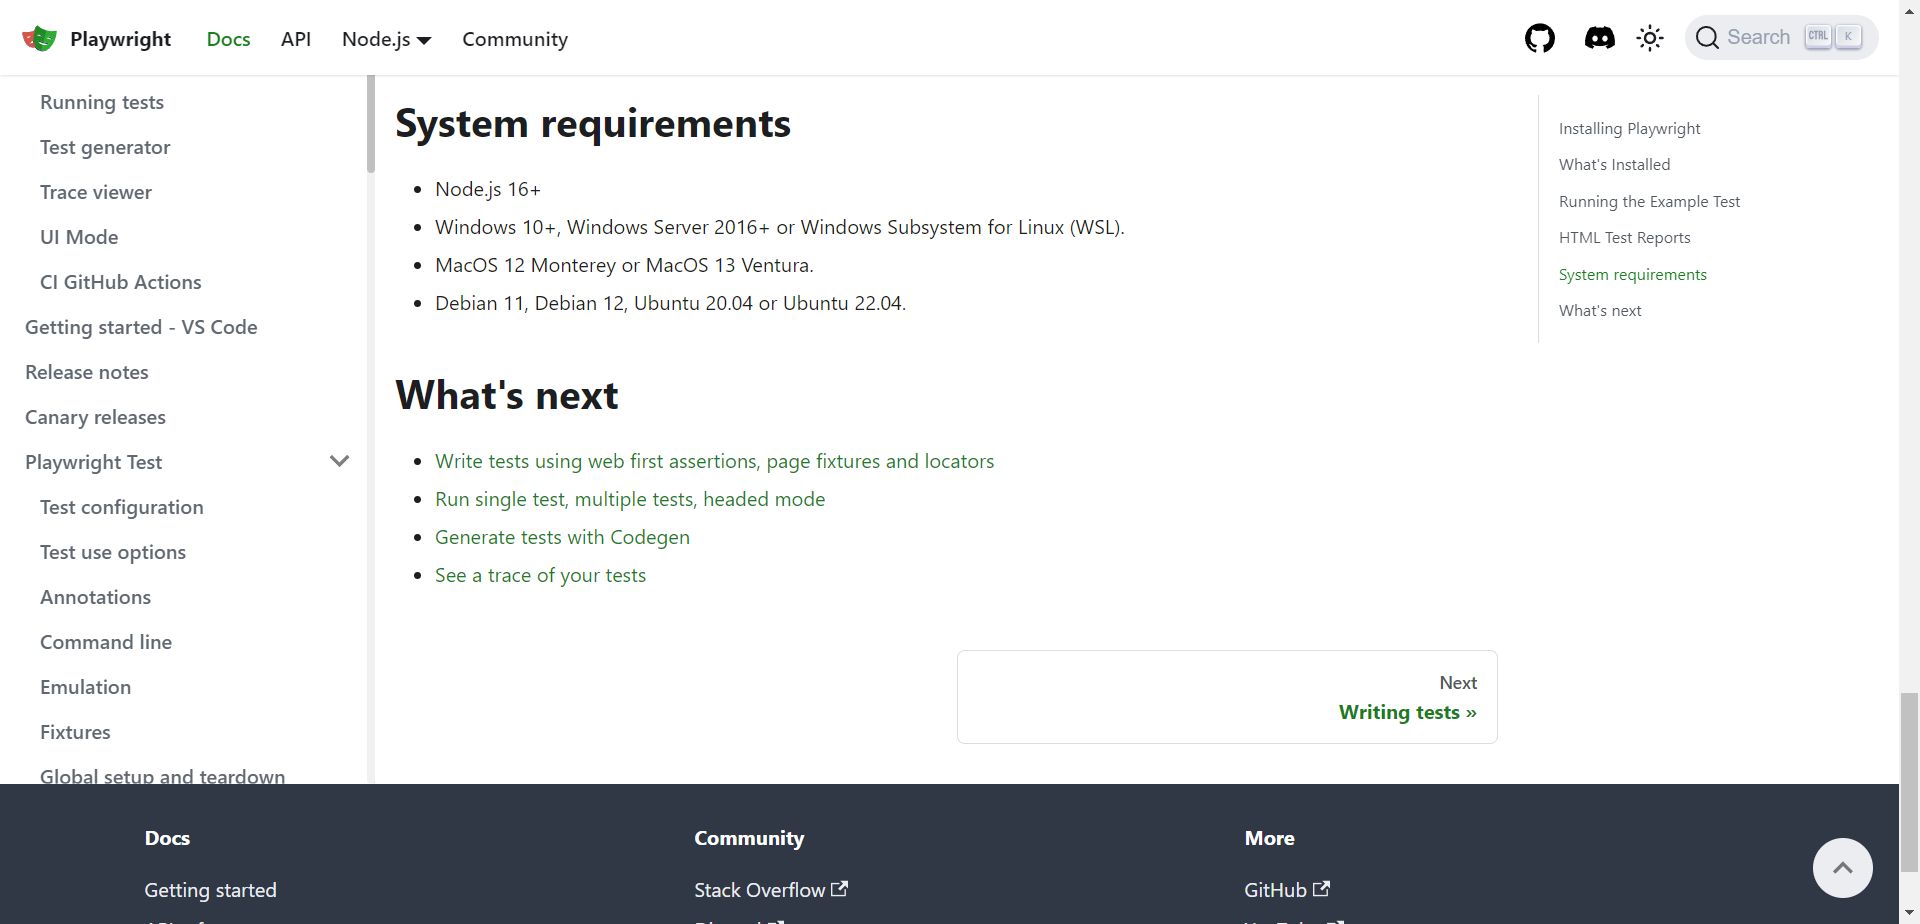 Playwright
Docs
API
Node.js
Community
Search
CTRL
K
Running tests
Test generator
Trace viewer
UI Mode
CI GitHub Actions
Getting started - VS Code
Release notes
Canary releases
Playwright Test
Test configuration
Test use options
Annotations
Command line
Emulation
Fixtures
Global setup and teardown
System requirements
• Node.js 16+
• Windows 10+, Windows Server 2016+ or Windows Subsystem for Linux (WSL).
• MacOS 12 Monterey or MacOS 13 Ventura.
• Debian 11, Debian 12, Ubuntu 20.04 or Ubuntu 22.04.
What's next
• Write tests using web first assertions, page fixtures and locators
• Run single test, multiple tests, headed mode
• Generate tests with Codegen
• See a trace of your tests
Next
Writing tests »
Installing Playwright
What's Installed
Running the Example Test
HTML Test Reports
System requirements
What's next
Docs
Getting started
Community
Stack Overflow
More
GitHub